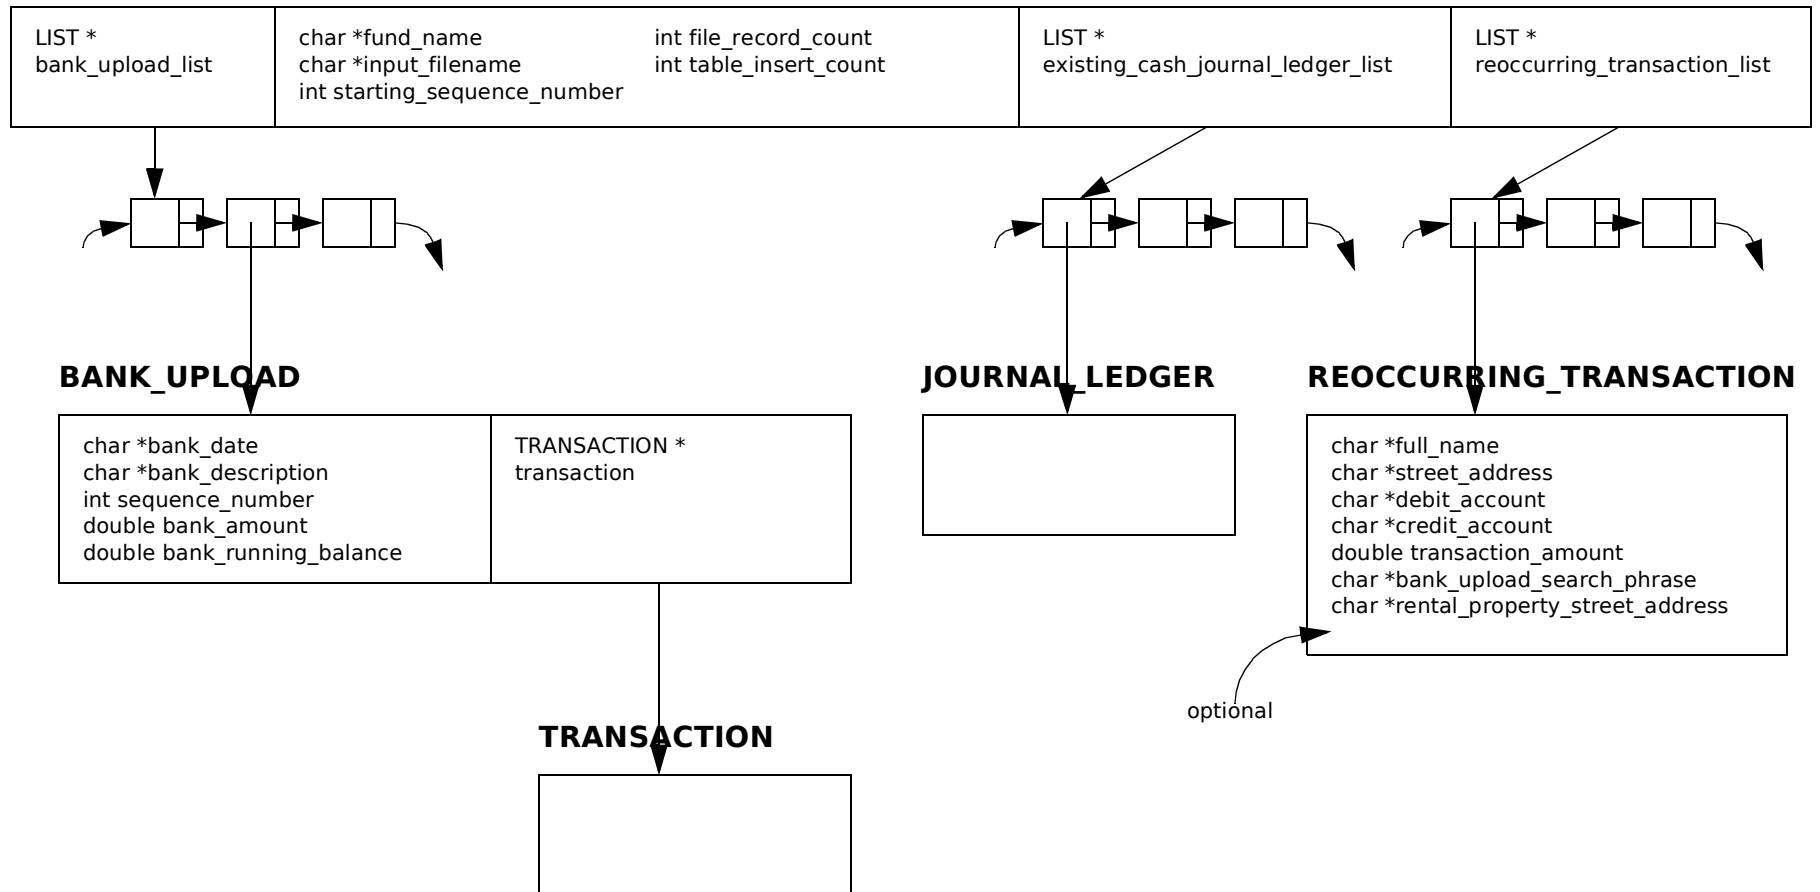 LIST *
bank_upload_list
char *fund_name
char *input_filename
int starting_sequence_number
int file_record_count
int table_insert_count
LIST *
existing_cash_journal_ledger_list
LIST *
reoccurring_transaction_list
BANK_UPLOAD
char *bank_date
char *bank_description
int sequence_number
double bank_amount
double bank_running_balance
TRANSACTION *
transaction
JOURNAL_LEDGER
REOCCURRING_TRANSACTION
char *full_name
char *street_address
char *debit_account
char *credit_account
double transaction_amount
char *bank_upload_search_phrase
char *rental_property_street_address
optional
TRANSACTION